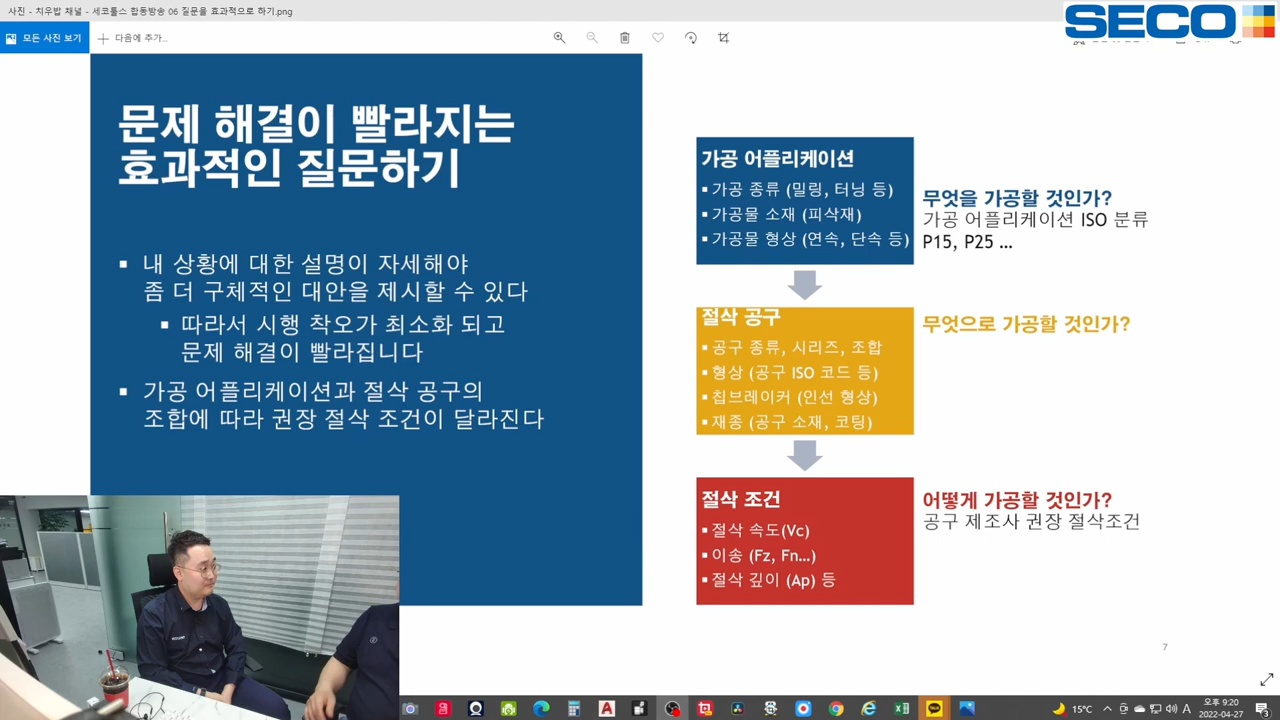 사진 - 치우밥 채널 - 세코툴스 합동방송 06 질문을 효과적으로 하기.png
SECO
모든 사진 보기
다음에 추가...
문제 해결이 빨라지는
효과적인 질문하기
▪ 내 상황에 대한 설명이 자세해야
좀 더 구체적인 대안을 제시할 수 있다
▪ 따라서 시행 착오가 최소화 되고
문제 해결이 빨라집니다
▪ 가공 어플리케이션과 절삭 공구의
조합에 따라 권장 절삭 조건이 달라진다
가공 어플리케이션
▪ 가공 종류 (밀링, 터닝 등)
▪ 가공물 소재 (피삭재)
▪ 가공물 형상 (연속, 단속 등)
무엇을 가공할 것인가?
가공 어플리케이션 ISO 분류
P15, P25 ...
절삭 공구
▪ 공구 종류, 시리즈, 조합
▪ 형상 (공구 ISO 코드 등)
▪ 칩브레이커 (인선 형상)
▪ 재종 (공구 소재, 코팅)
무엇으로 가공할 것인가?
절삭 조건
▪ 절삭 속도(Vc)
▪ 이송 (Fz, Fn...)
▪ 절삭 깊이 (Ap) 등
어떻게 가공할 것인가?
공구 제조사 권장 절삭조건
7
15°C
A
오후 9:20
2022-04-27
3